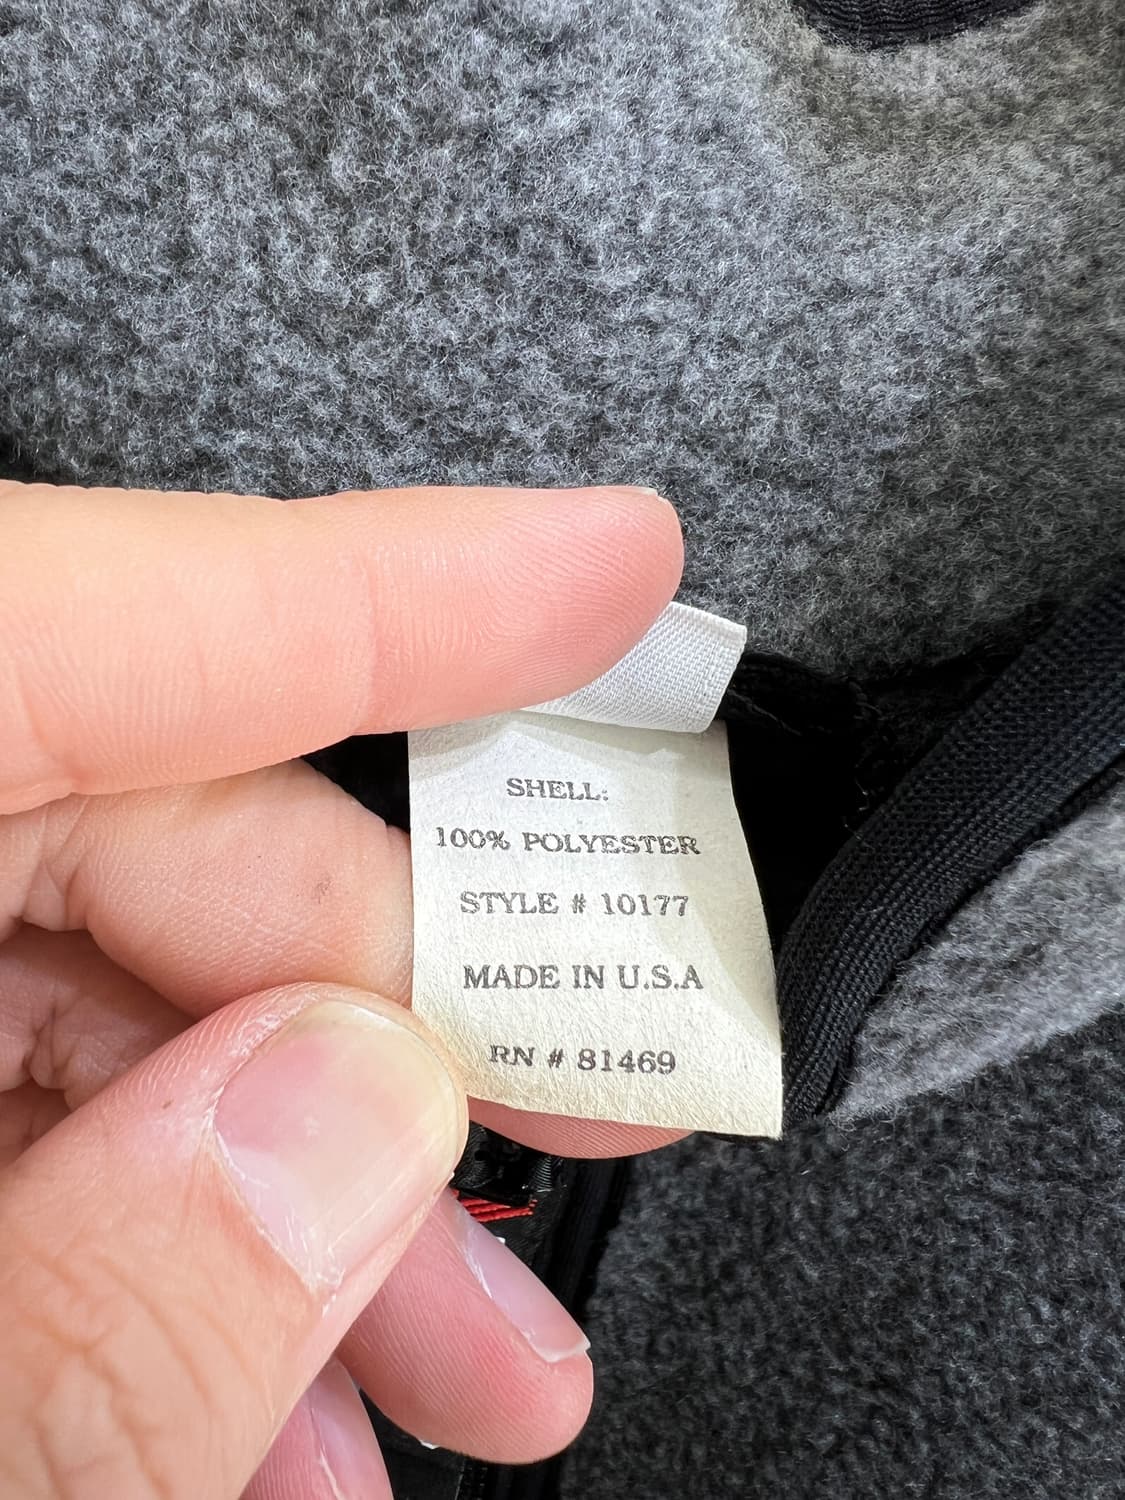 SHELL:
100% POLYESTER
STYLE # 10177
MADE IN U.S.A
RN # 81469